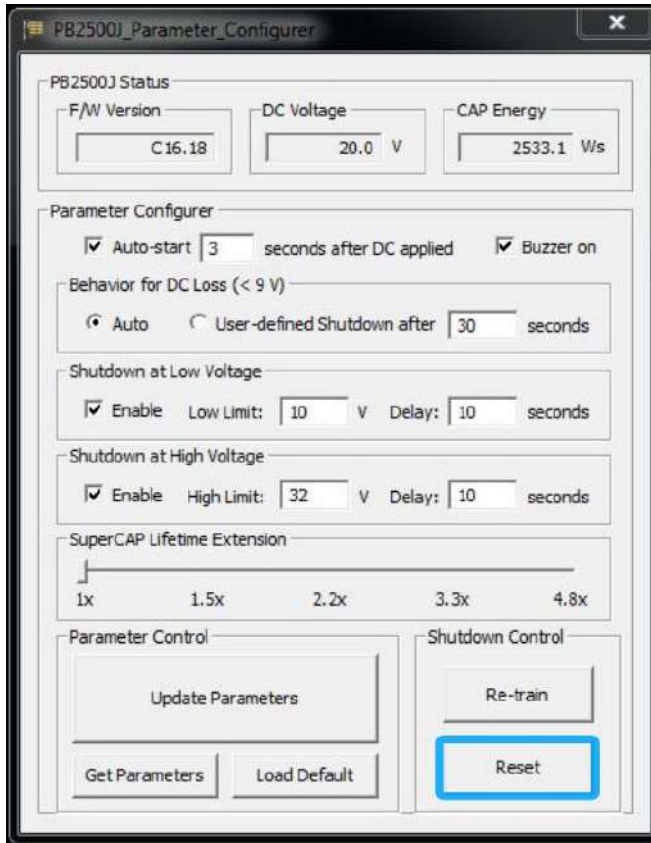 PB2500J_Parameter_Configurer
PB2500J Status
F/W Version DC Voltage CAP Energy
C16.18 20.0 V 2533.1 Ws
Parameter Configurer
Auto-start 3 seconds after DC applied Buzzer on
Behavior for DC Loss (< 9 V)
Auto User-defined Shutdown after 30 seconds
Shutdown at Low Voltage
Enable Low Limit: 10 V Delay: 10 seconds
Shutdown at High Voltage
Enable High Limit: 32 V Delay: 10 seconds
SuperCAP Lifetime Extension
1x 1.5x 2.2x 3.3x 4.8x
Parameter Control Shutdown Control
Update Parameters Re-train
Get Parameters Load Default Reset